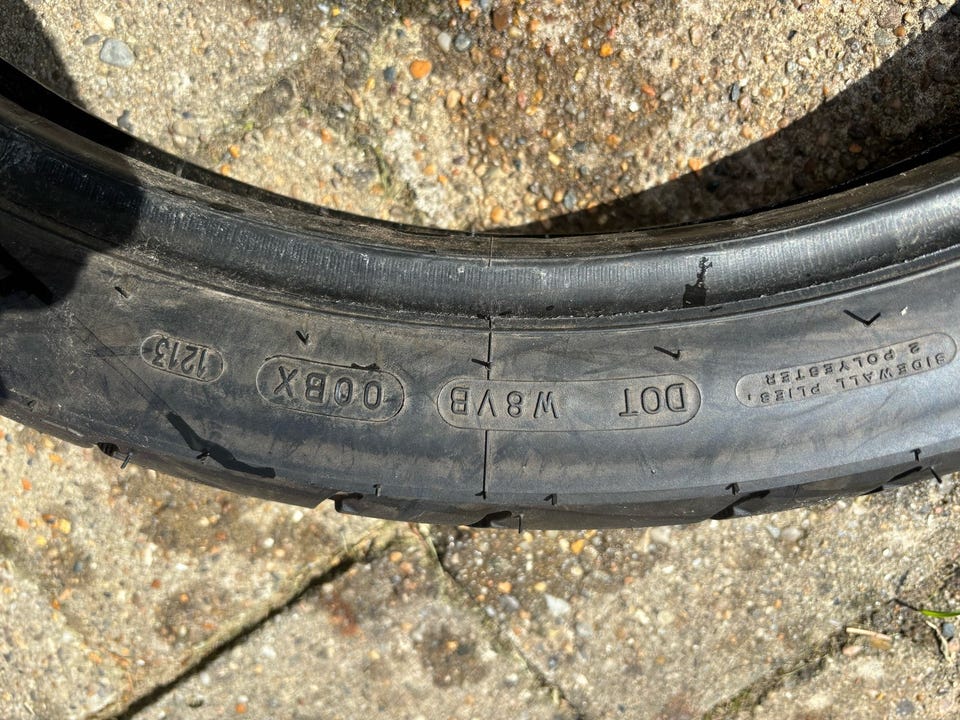 SIDEWALL PLIES,
2 POLYESTER
DOT W8VB 00BX 1213